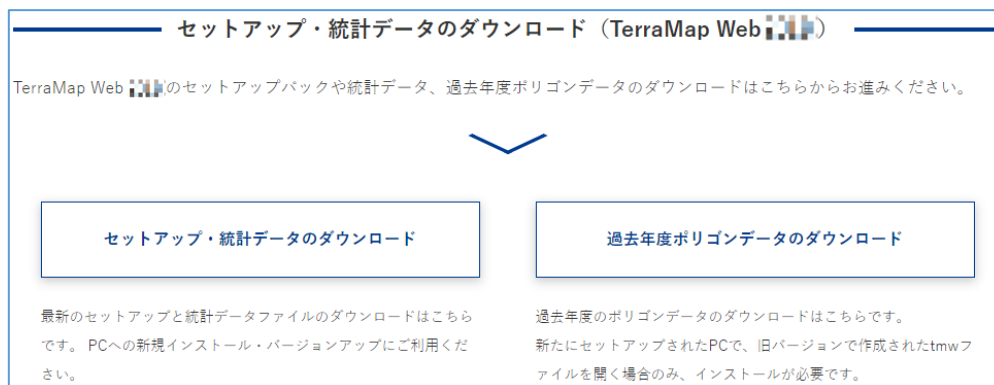 セットアップ・統計データのダウンロード（TerraMap Web ）
TerraMap Web のセットアップパックや統計データ、過去年度ポリゴンデータのダウンロードはこちらからお進みください。
セットアップ・統計データのダウンロード
過去年度ポリゴンデータのダウンロード
最新のセットアップと統計データファイルのダウンロードはこちら
です。 PCへの新規インストール・バージョンアップにご利用くだ
さい。
過去年度のポリゴンデータのダウンロードはこちらです。
新たにセットアップされたPCで、旧バージョンで作成されたtmwフ
ァイルを開く場合のみ、インストールが必要です。